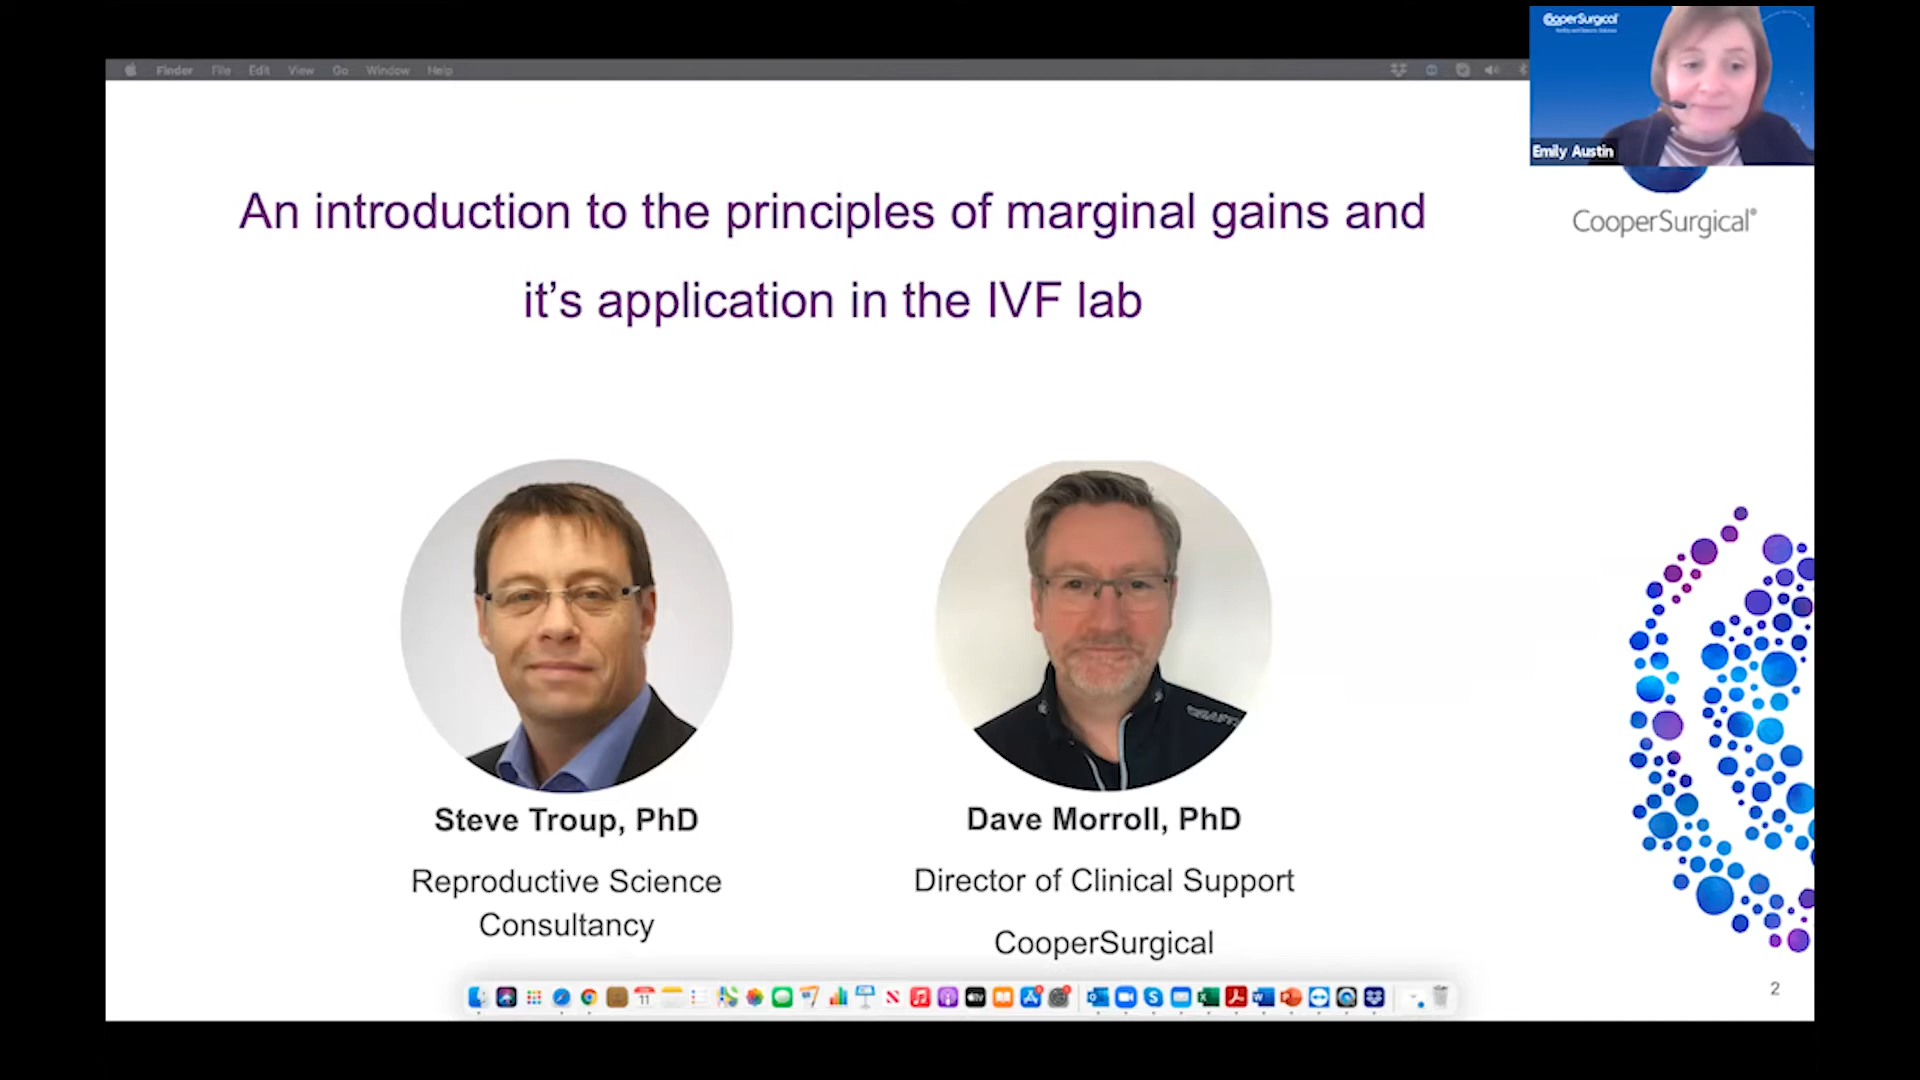 Finder File Edit View Go Window Help
CooperSurgical
Emily Austin
CooperSurgical®
An introduction to the principles of marginal gains and
it’s application in the IVF lab
CRAFT
Steve Troup, PhD
Reproductive Science
Consultancy
Dave Morroll, PhD
Director of Clinical Support
CooperSurgical
11
2